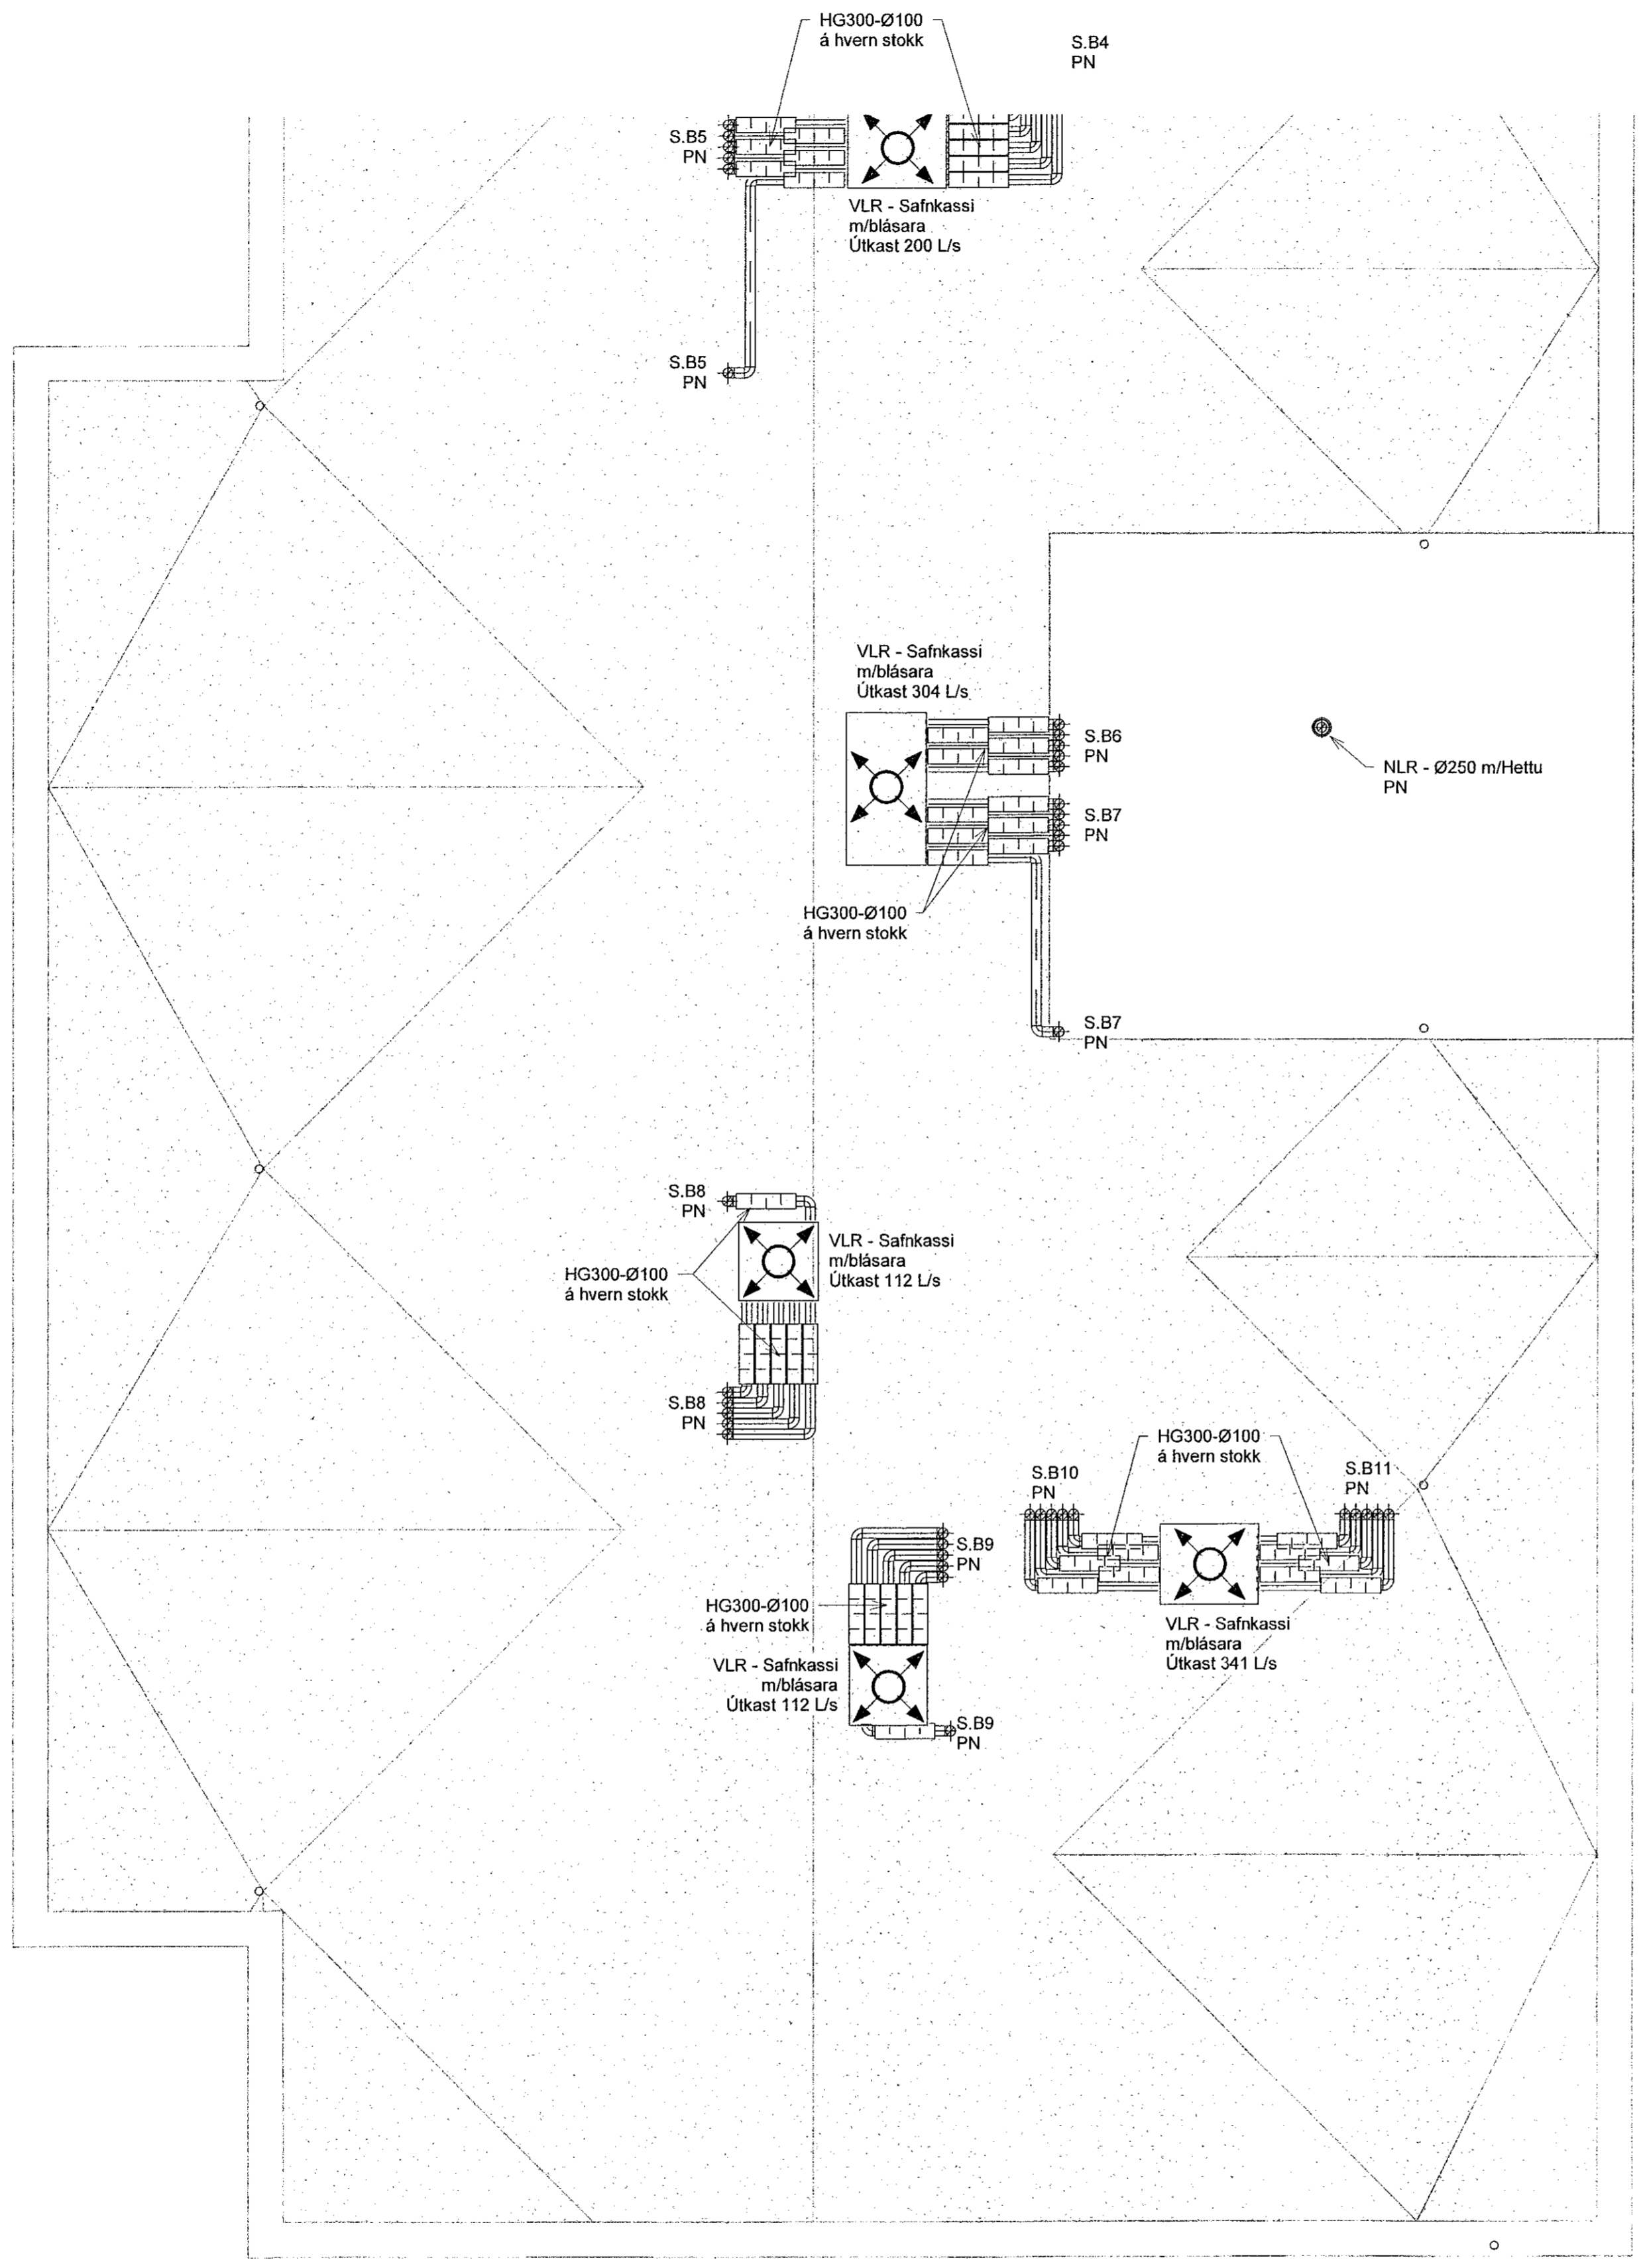 HG300-Ø100
á hvern stokk
S.B4
PN
S.B5
PN
VLR - Safnkassi
m/blásara
Útkast 200 L/s
S.B5
PN
VLR - Safnkassi
m/blásara
Útkast 304 L/s
S.B6
PN
NLR - Ø250 m/Hettu
PN
S.B7
PN
HG300-Ø100
á hvern stokk
S.B7
PN
S.B8
PN
VLR - Safnkassi
m/blásara
Útkast 112 L/s
HG300-Ø100
á hvern stokk
S.B8
PN
HG300-Ø100
á hvern stokk
S.B10
PN
S.B11
PN
S.B9
PN
HG300-Ø100
á hvern stokk
VLR - Safnkassi
m/blásara
Útkast 341 L/s
VLR - Safnkassi
m/blásara
Útkast 112 L/s
S.B9
PN